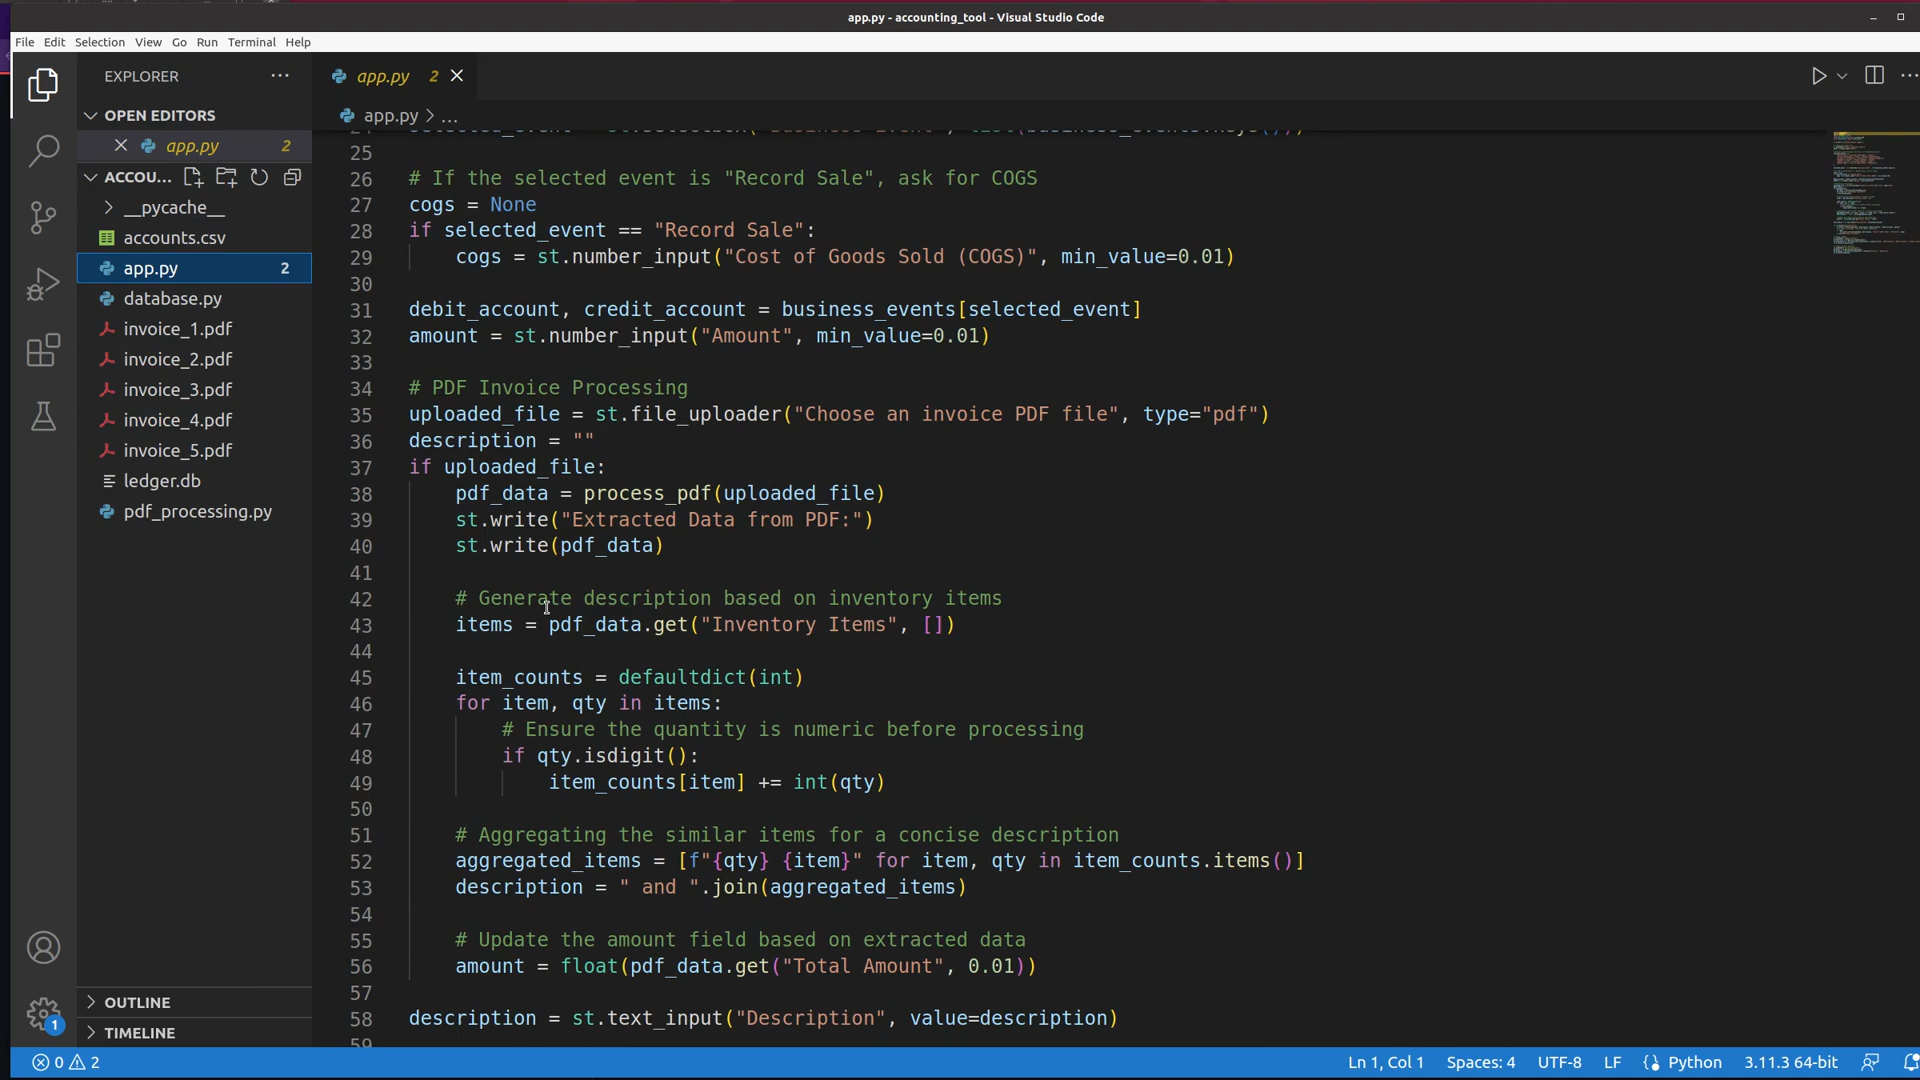 app.py - accounting_tool - Visual Studio Code
File Edit Selection View Go Run Terminal Help
EXPLORER
OPEN EDITORS
app.py 2
ACCOU...
__pycache__
accounts.csv
app.py 2
database.py
invoice_1.pdf
invoice_2.pdf
invoice_3.pdf
invoice_4.pdf
invoice_5.pdf
ledger.db
pdf_processing.py
OUTLINE
TIMELINE
1
app.py 2
app.py > ...
24 selected_event = st.selectbox("Business Event", list(business_events.keys()))
25
26 # If the selected event is "Record Sale", ask for COGS
27 cogs = None
28 if selected_event == "Record Sale":
29     cogs = st.number_input("Cost of Goods Sold (COGS)", min_value=0.01)
30
31 debit_account, credit_account = business_events[selected_event]
32 amount = st.number_input("Amount", min_value=0.01)
33
34 # PDF Invoice Processing
35 uploaded_file = st.file_uploader("Choose an invoice PDF file", type="pdf")
36 description = ""
37 if uploaded_file:
38     pdf_data = process_pdf(uploaded_file)
39     st.write("Extracted Data from PDF:")
40     st.write(pdf_data)
41
42     # Generate description based on inventory items
43     items = pdf_data.get("Inventory Items", [])
44
45     item_counts = defaultdict(int)
46     for item, qty in items:
47         # Ensure the quantity is numeric before processing
48         if qty.isdigit():
49             item_counts[item] += int(qty)
50
51     # Aggregating the similar items for a concise description
52     aggregated_items = [f"{qty} {item}" for item, qty in item_counts.items()]
53     description = " and ".join(aggregated_items)
54
55     # Update the amount field based on extracted data
56     amount = float(pdf_data.get("Total Amount", 0.01))
57
58 description = st.text_input("Description", value=description)
59
0 2
Ln 1, Col 1 Spaces: 4 UTF-8 LF Python 3.11.3 64-bit